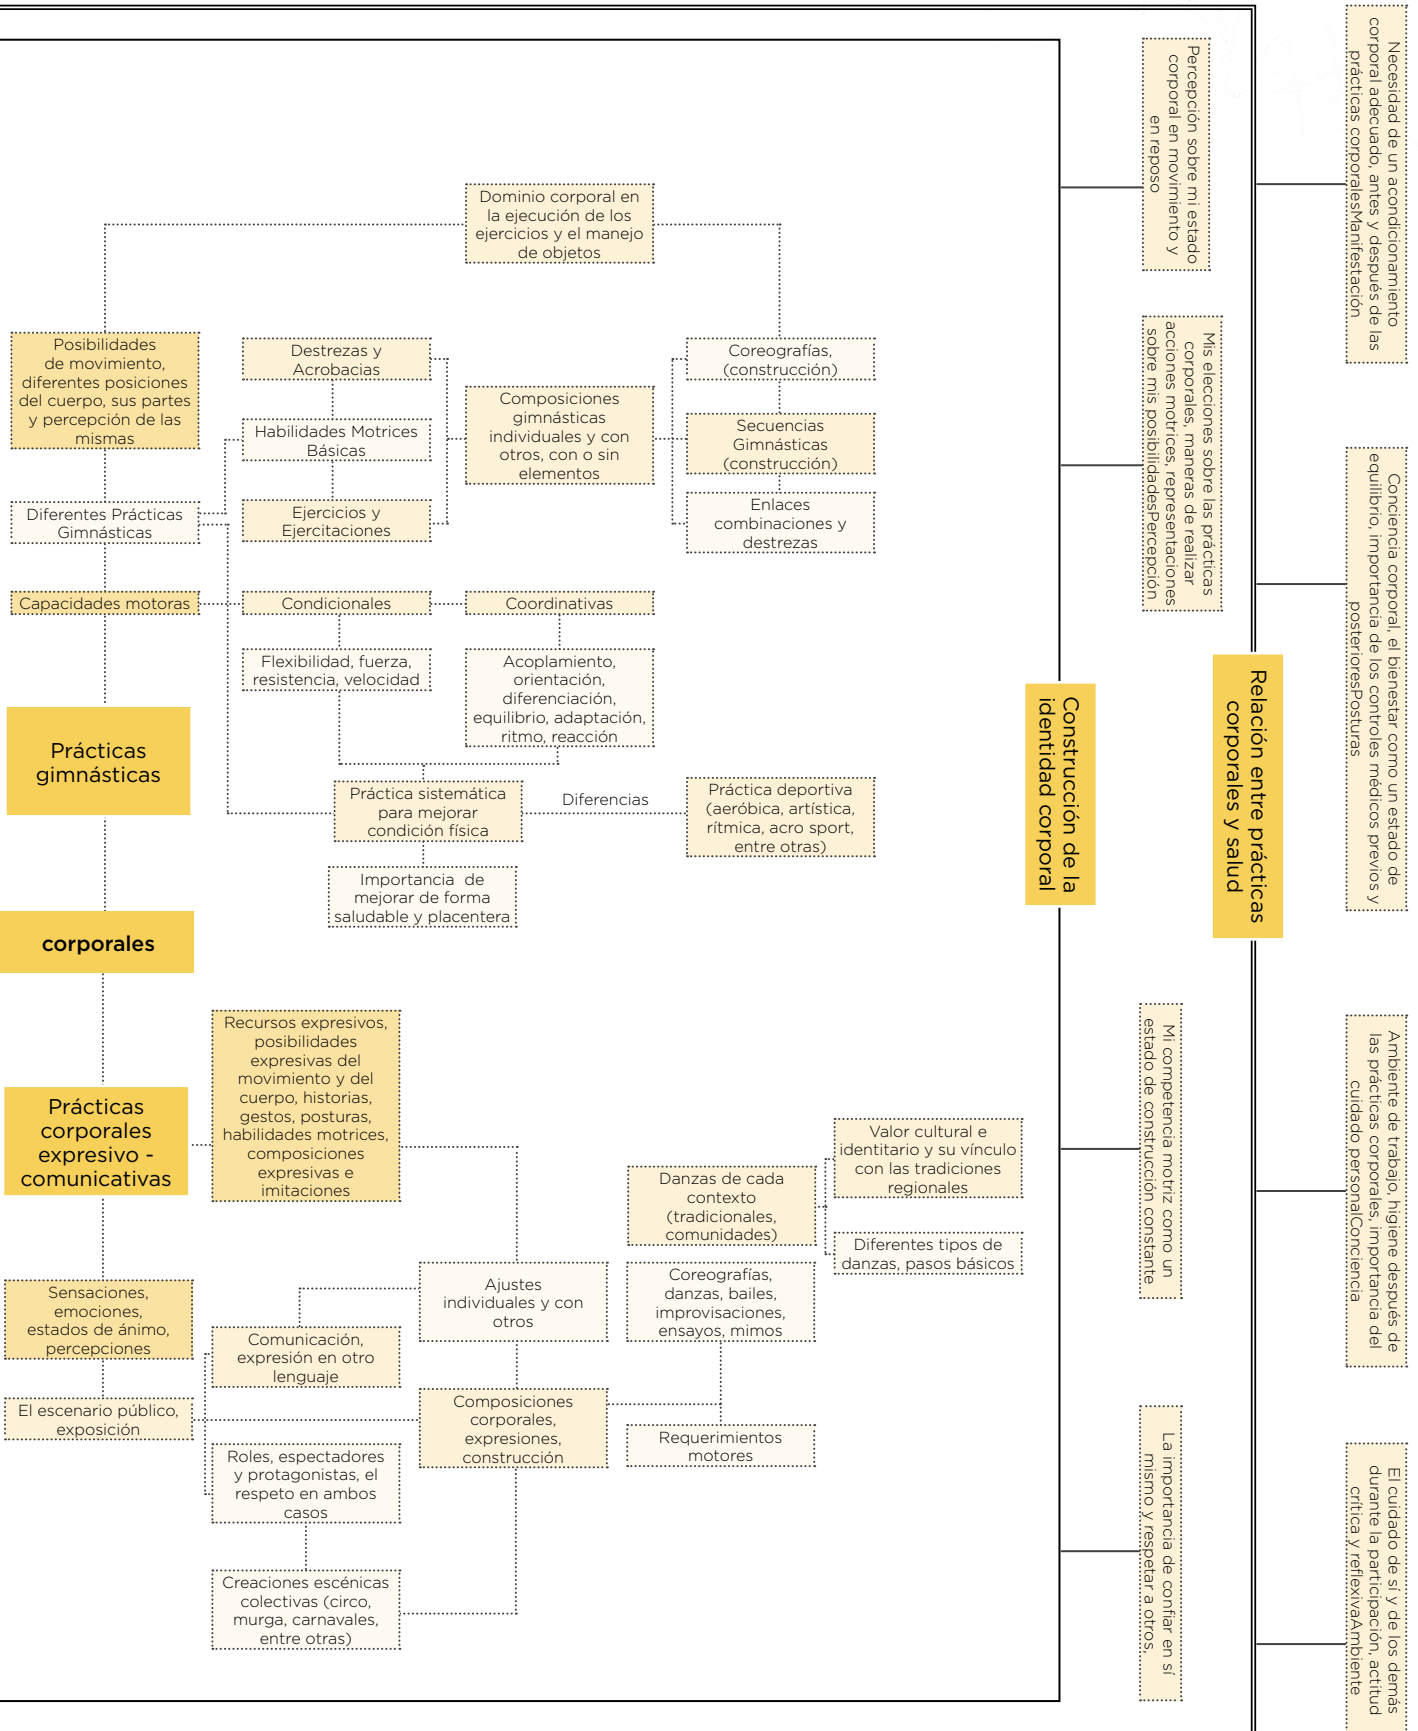 Dominio corporal en
la ejecución de los
ejercicios y el manejo
de objetos
Posibilidades
de movimiento,
diferentes posiciones
del cuerpo, sus partes
y percepción de las
mismas
Destrezas y
Acrobacias
Habilidades Motrices
Básicas
Ejercicios y
Ejercitaciones
Composiciones
gimnásticas
individuales y con
otros, con o sin
elementos
Coreografías,
(construcción)
Secuencias
Gimnásticas
(construcción)
Enlaces
combinaciones y
destrezas
Diferentes Prácticas
Gimnásticas
Capacidades motoras
Condicionales
Coordinativas
Flexibilidad, fuerza,
resistencia, velocidad
Acoplamiento,
orientación,
diferenciación,
equilibrio, adaptación,
ritmo, reacción
Prácticas
gimnásticas
Práctica sistemática
para mejorar
condición física
Diferencias
Práctica deportiva
(aeróbica, artística,
rítmica, acro sport,
entre otras)
Importancia de
mejorar de forma
saludable y placentera
corporales
Recursos expresivos,
posibilidades
expresivas del
movimiento y del
cuerpo, historias,
gestos, posturas,
habilidades motrices,
composiciones
expresivas e
imitaciones
Prácticas
corporales
expresivo -
comunicativas
Valor cultural e
identitario y su vínculo
con las tradiciones
regionales
Danzas de cada
contexto
(tradicionales,
comunidades)
Diferentes tipos de
danzas, pasos básicos
Sensaciones,
emociones,
estados de ánimo,
percepciones
Ajustes
individuales y con
otros
Coreografías,
danzas, bailes,
improvisaciones,
ensayos, mimos
Comunicación,
expresión en otro
lenguaje
El escenario público,
exposición
Composiciones
corporales,
expresiones,
construcción
Requerimientos
motores
Roles, espectadores
y protagonistas, el
respeto en ambos
casos
Creaciones escénicas
colectivas (circo,
murga, carnavales,
entre otras)
Construcción de la
identidad corporal
Percepción sobre mi estado
corporal en movimiento y
en reposo
Mis elecciones sobre las prácticas
corporales, maneras de realizar
acciones motrices, representaciones
sobre mis posibilidadesPercepción
Mi competencia motriz como un
estado de construcción constante
La importancia de confiar en sí
mismo y respetar a otros,
Relación entre prácticas
corporales y salud
Necesidad de un acondicionamiento
corporal adecuado, antes y después de las
prácticas corporalesManifestación
Conciencia corporal, el bienestar como un estado de
equilibrio, importancia de los controles médicos previos y
posterioresPosturas
Ambiente de trabajo, higiene después de
las prácticas corporales, importancia del
cuidado personalConciencia
El cuidado de sí y de los demás
durante la participación, actitud
crítica y reflexivaAmbiente